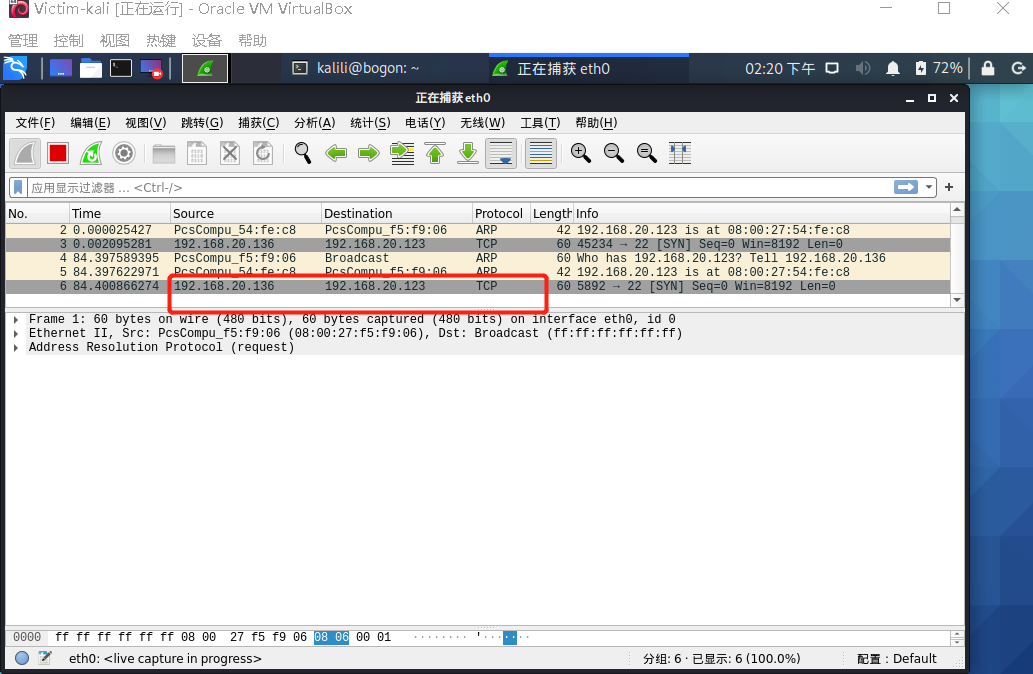 Victim-kali [正在运行] - Oracle VM VirtualBox
管理 控制 视图 热键 设备 帮助
kalili@bogon: ~ 正在捕获 eth0 02:20 下午 72%
正在捕获 eth0
文件(F) 编辑(E) 视图(V) 跳转(G) 捕获(C) 分析(A) 统计(S) 电话(Y) 无线(W) 工具(T) 帮助(H)
应用显示过滤器 … <Ctrl-/>
No. Time Source Destination Protocol Length Info
2 0.000025427 PcsCompu_54:fe:c8 PcsCompu_f5:f9:06 ARP 42 192.168.20.123 is at 08:00:27:54:fe:c8
3 0.002095281 192.168.20.136 192.168.20.123 TCP 60 45234 → 22 [SYN] Seq=0 Win=8192 Len=0
4 84.397589395 PcsCompu_f5:f9:06 Broadcast ARP 60 Who has 192.168.20.123? Tell 192.168.20.136
5 84.397622971 PcsCompu_54:fe:c8 PcsCompu_f5:f9:06 ARP 42 192.168.20.123 is at 08:00:27:54:fe:c8
6 84.400866274 192.168.20.136 192.168.20.123 TCP 60 5892 → 22 [SYN] Seq=0 Win=8192 Len=0
Frame 1: 60 bytes on wire (480 bits), 60 bytes captured (480 bits) on interface eth0, id 0
Ethernet II, Src: PcsCompu_f5:f9:06 (08:00:27:f5:f9:06), Dst: Broadcast (ff:ff:ff:ff:ff:ff)
Address Resolution Protocol (request)
0000 ff ff ff ff ff ff 08 00 27 f5 f9 06 08 06 00 01 ········ '·······
eth0: <live capture in progress> 分组: 6 · 已显示: 6 (100.0%) 配置: Default